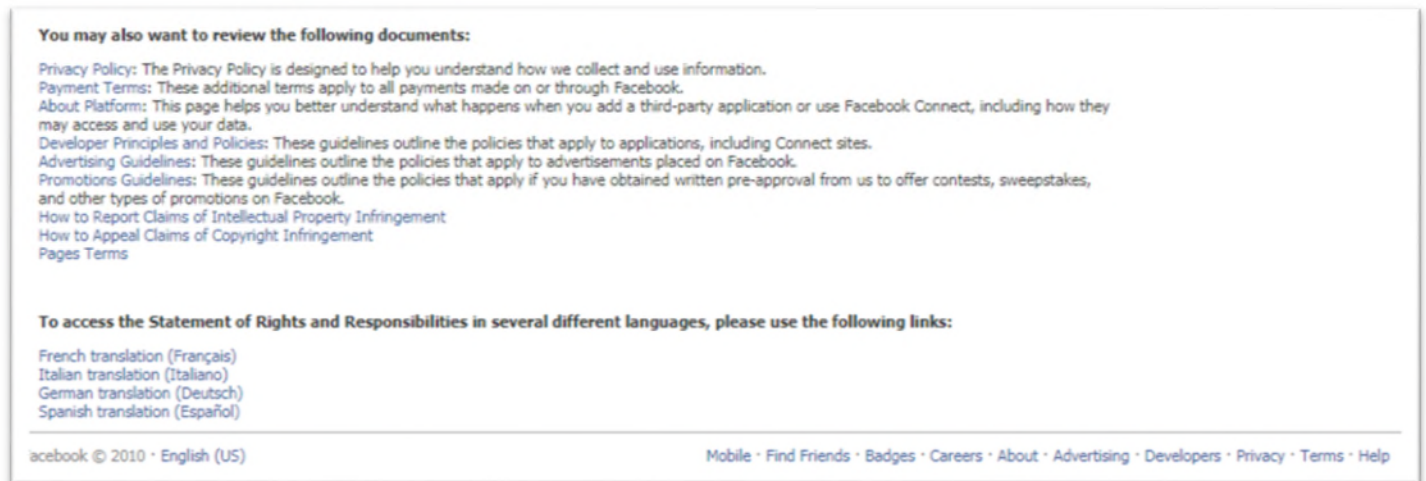 You may also want to review the following documents:
Privacy Policy: The Privacy Policy is designed to help you understand how we collect and use information.
Payment Terms: These additional terms apply to all payments made on or through Facebook.
About Platform: This page helps you better understand what happens when you add a third-party application or use Facebook Connect, including how they
may access and use your data.
Developer Principles and Policies: These guidelines outline the policies that apply to applications, including Connect sites.
Advertising Guidelines: These guidelines outline the policies that apply to advertisements placed on Facebook.
Promotions Guidelines: These guidelines outline the policies that apply if you have obtained written pre-approval from us to offer contests, sweepstakes,
and other types of promotions on Facebook.
How to Report Claims of Intellectual Property Infringement
How to Appeal Claims of Copyright Infringement
Pages Terms
To access the Statement of Rights and Responsibilities in several different languages, please use the following links:
French translation (Français)
Italian translation (Italiano)
German translation (Deutsch)
Spanish translation (Español)
acebook © 2010 · English (US) Mobile · Find Friends · Badges · Careers · About · Advertising · Developers · Privacy · Terms · Help